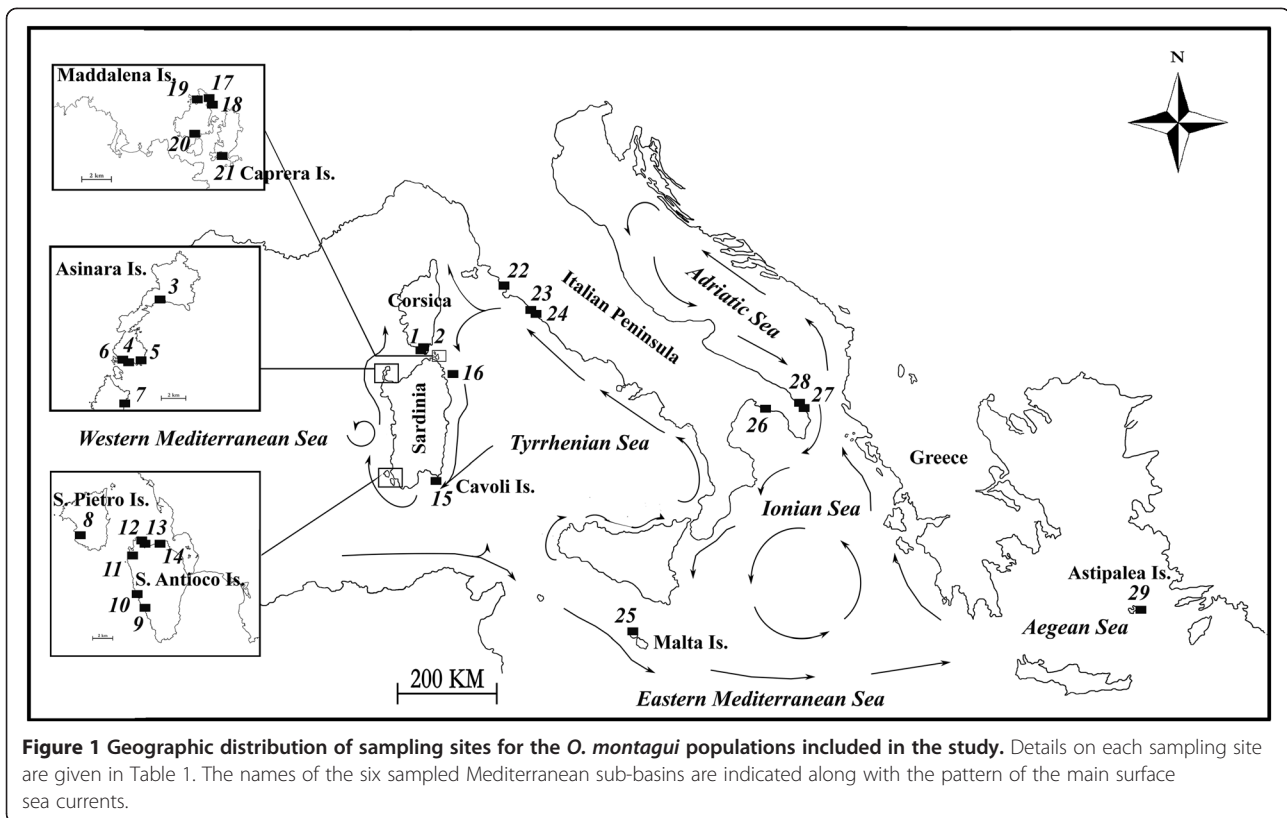 N
Maddalena Is.
19
17
18
20
21 Caprera Is.
2 km
Asinara Is.
3
6
4
5
7
2 km
S. Pietro Is.
8
12
13
11
14
S. Antioco Is.
10
9
2 km
Corsica
1
2
16
Sardinia
15
Cavoli Is.
Western Mediterranean Sea
Tyrrhenian Sea
22
23
24
Italian Peninsula
Adriatic Sea
28
27
26
Ionian Sea
Greece
Astipalea Is.
29
Aegean Sea
25
Malta Is.
200 KM
Eastern Mediterranean Sea
Figure 1 Geographic distribution of sampling sites for the O. montagui populations included in the study. Details on each sampling site
are given in Table 1. The names of the six sampled Mediterranean sub-basins are indicated along with the pattern of the main surface
sea currents.